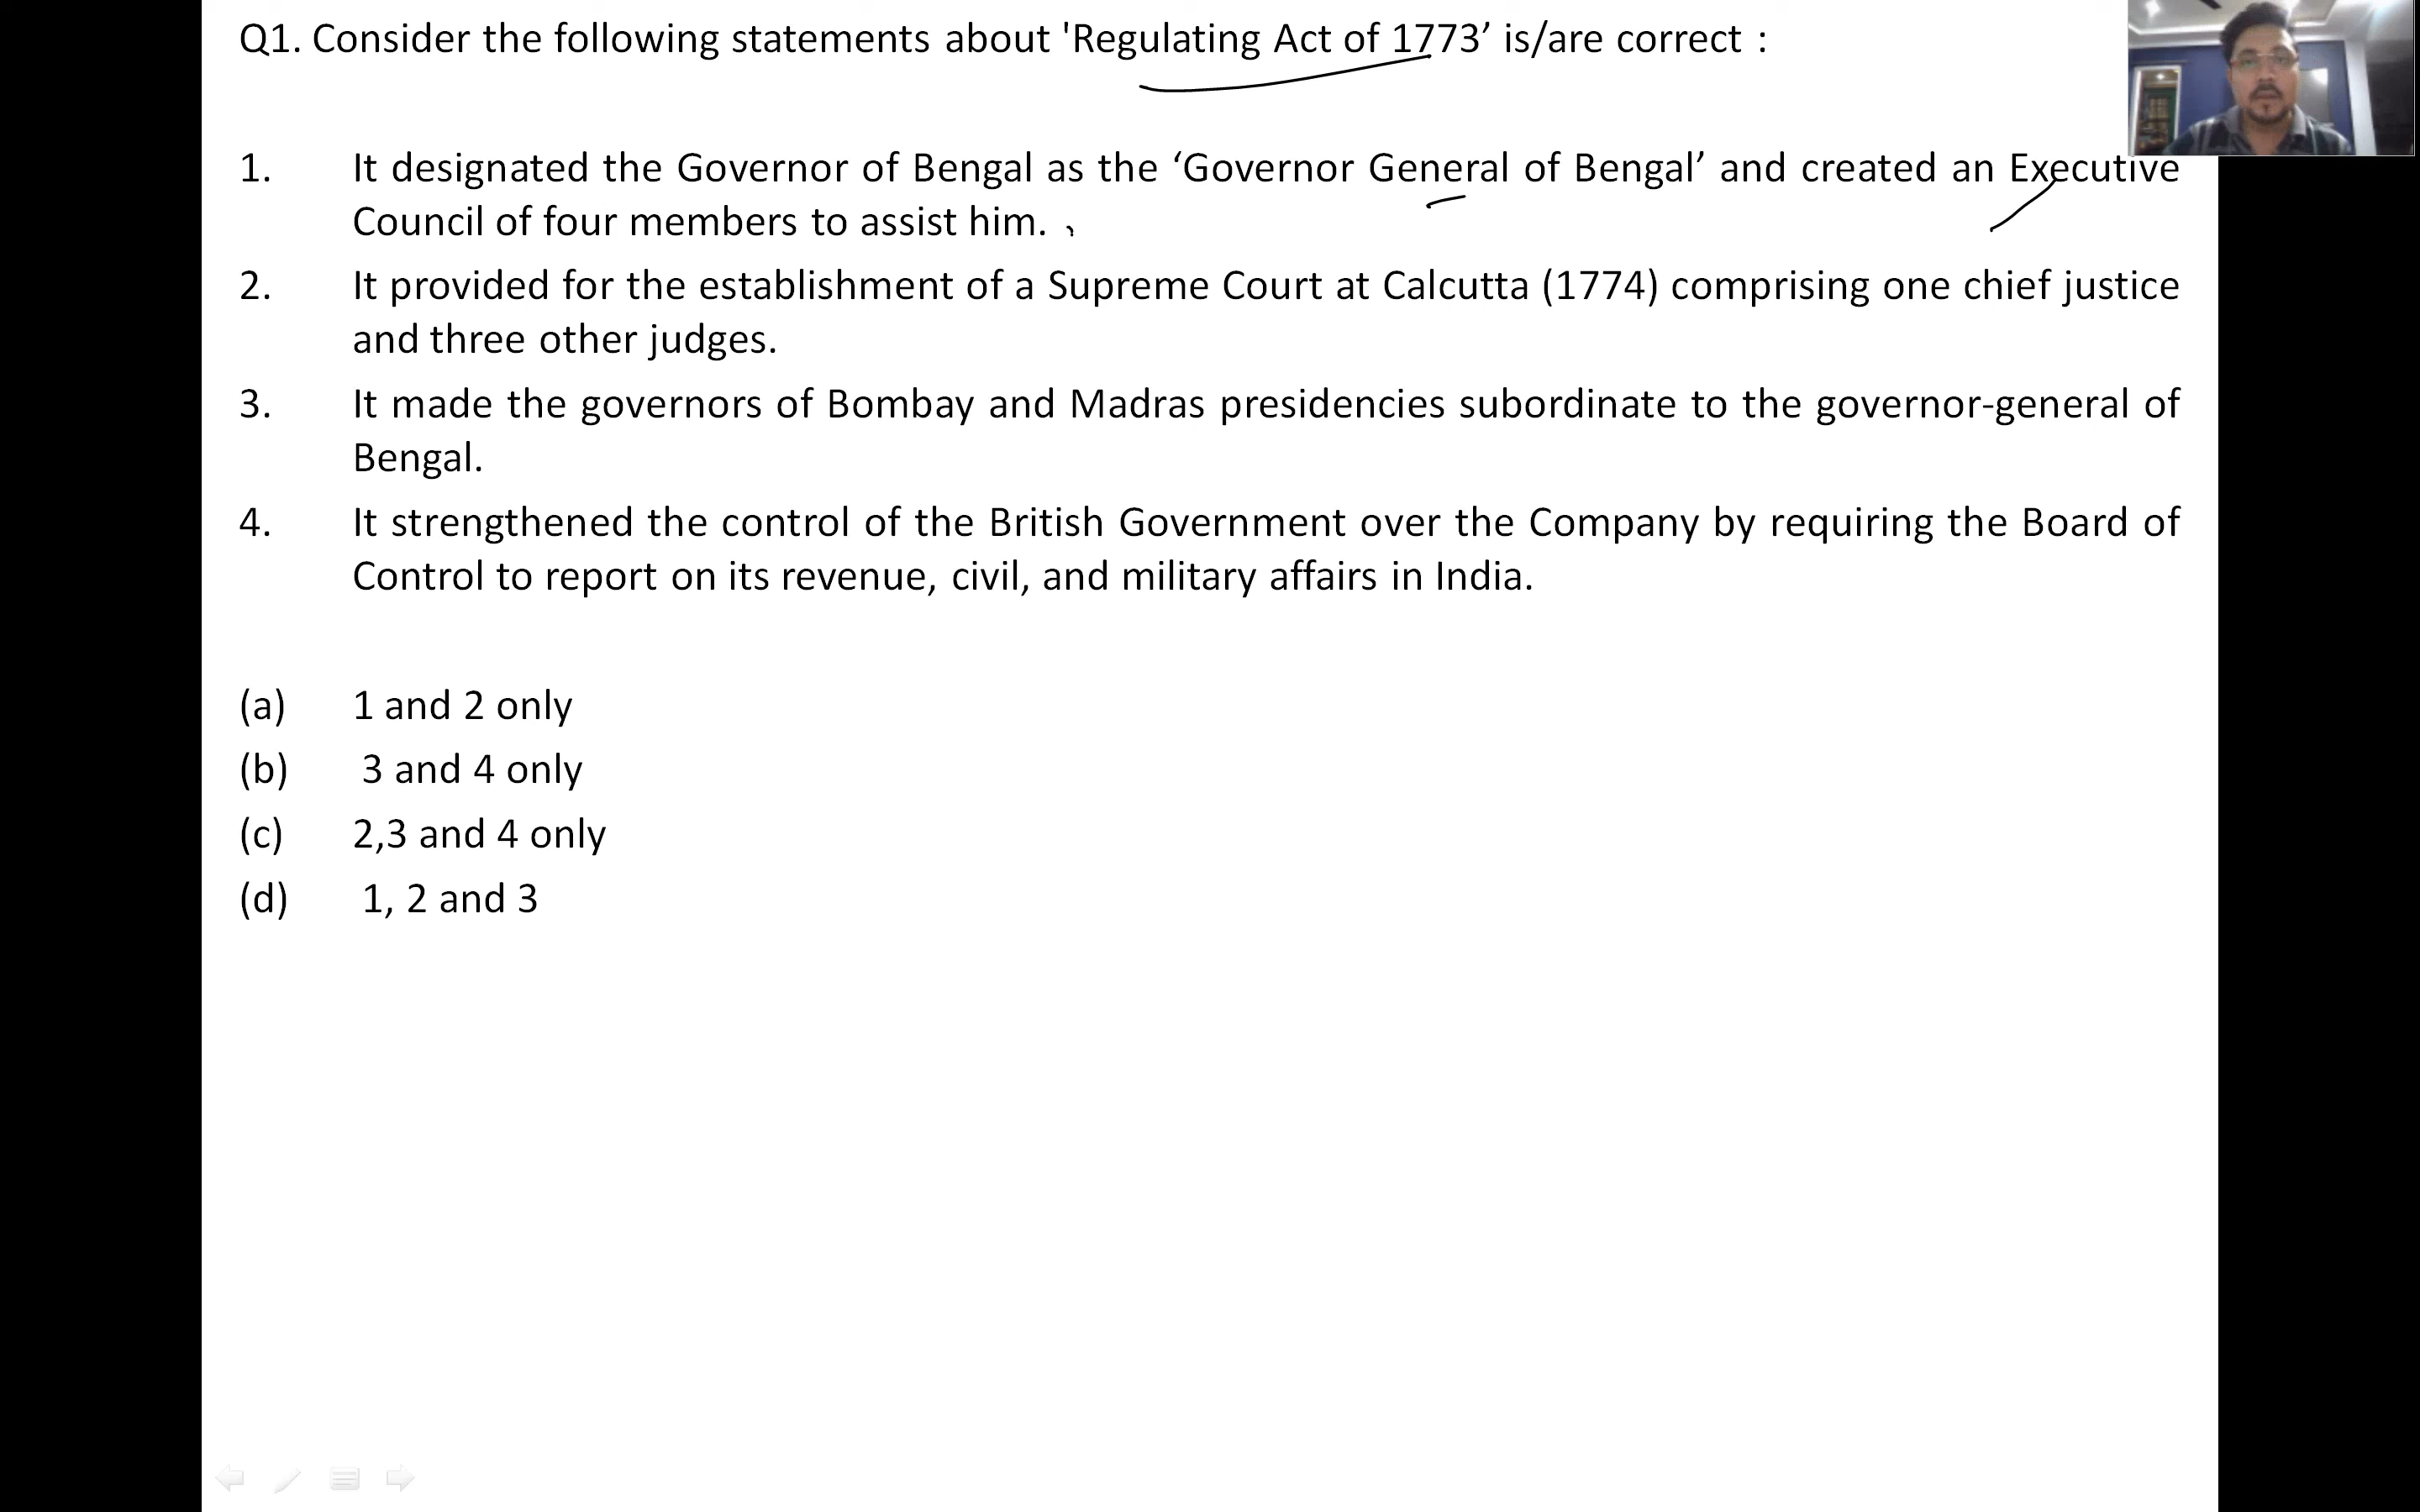 Q1. Consider the following statements about 'Regulating Act of 1773’ is/are correct :
1. It designated the Governor of Bengal as the ‘Governor General of Bengal’ and created an Executive
Council of four members to assist him.
2. It provided for the establishment of a Supreme Court at Calcutta (1774) comprising one chief justice
and three other judges.
3. It made the governors of Bombay and Madras presidencies subordinate to the governor-general of
Bengal.
4. It strengthened the control of the British Government over the Company by requiring the Board of
Control to report on its revenue, civil, and military affairs in India.
(a) 1 and 2 only
(b) 3 and 4 only
(c) 2,3 and 4 only
(d) 1, 2 and 3